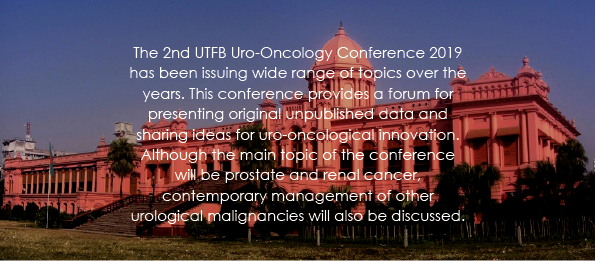 The 2nd UTFB Uro-Oncology Conference 2019
has been issuing wide range of topics over the
years. This conference provides a forum for
presenting original unpublished data and
sharing ideas for uro-oncological innovation.
Although the main topic of the conference
will be prostate and renal cancer,
contemporary management of other
urological malignancies will also be discussed.